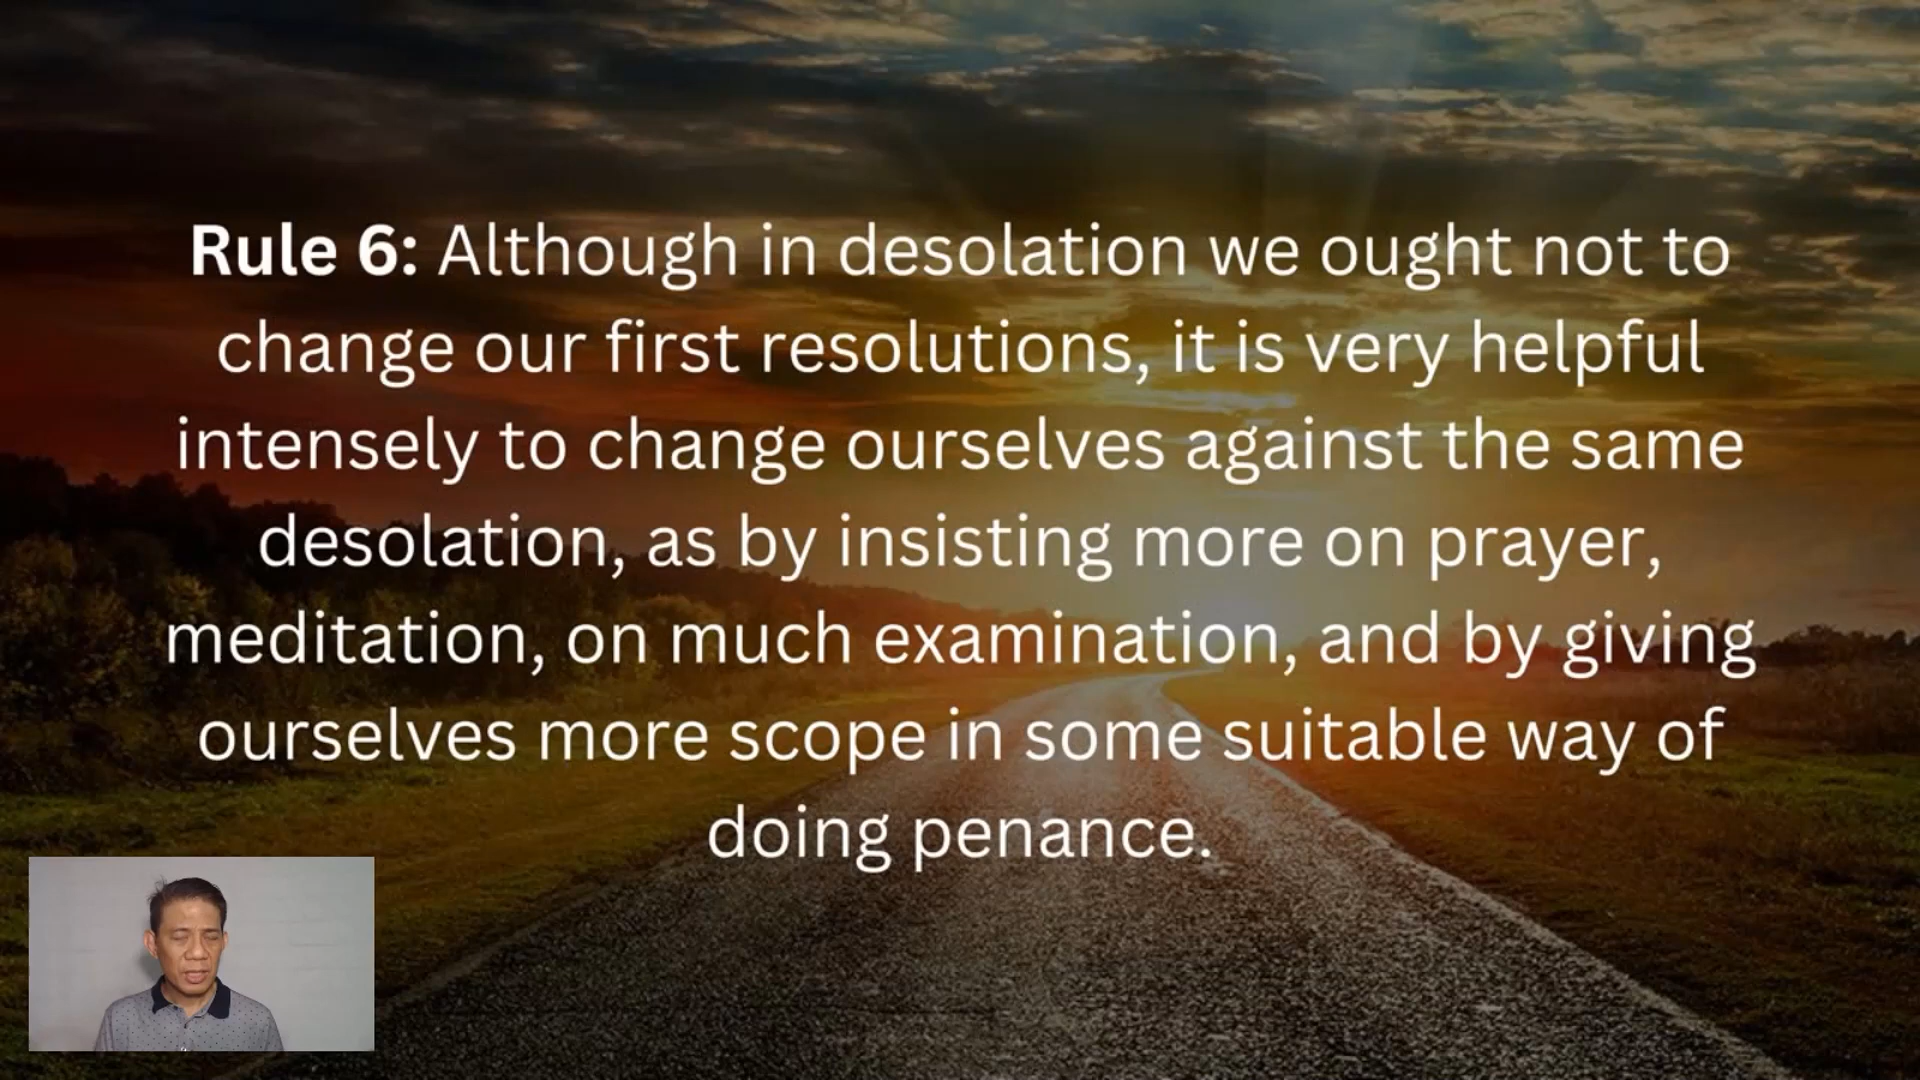 Rule 6: Although in desolation we ought not to
change our first resolutions, it is very helpful
intensely to change ourselves against the same
desolation, as by insisting more on prayer,
meditation, on much examination, and by giving
ourselves more scope in some suitable way of
doing penance.